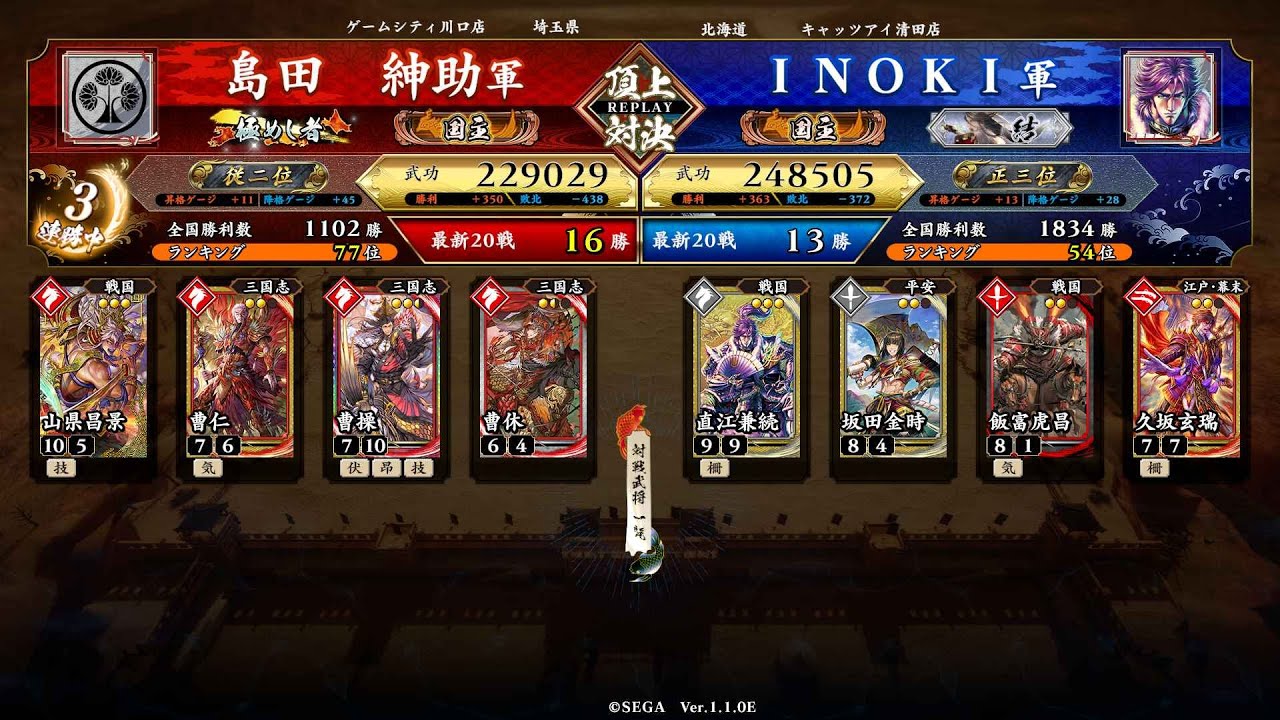 ゲームシティ川口店 埼玉県
北海道 キャッツアイ清田店
島田 紳助軍
頂上
REPLAY
対決
INOKI軍
極めし者
国主
国主
結
従二位
武功 229029
武功 248505
正三位
昇格ゲージ +11 降格ゲージ +45
勝利 +350 敗北 -438
勝利 +363 敗北 -372
昇格ゲージ +13 降格ゲージ +28
3
連勝中
全国勝利数 1102勝
ランキング 77位
最新20戦 16勝
最新20戦 13勝
全国勝利数 1834勝
ランキング 54位
戦国
三国志
三国志
三国志
戦国
平安
戦国
江戸・幕末
山県昌景
曹仁
曹操
曹休
直江兼続
坂田金時
飯富虎昌
久坂玄瑞
10 5
7 6
7 10
6 4
9 9
8 4
8 1
7 7
技
気
伏 昂 技
柵
気
柵
対戦武将一覧
©SEGA Ver.1.1.0E